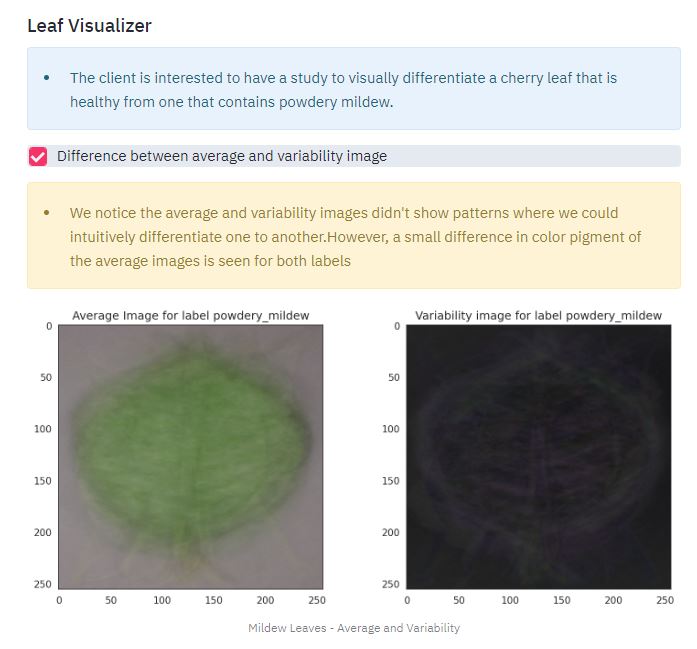 Leaf Visualizer
• The client is interested to have a study to visually differentiate a cherry leaf that is
healthy from one that contains powdery mildew.
Difference between average and variability image
• We notice the average and variability images didn't show patterns where we could
intuitively differentiate one to another.However, a small difference in color pigment of
the average images is seen for both labels
Average Image for label powdery_mildew
0
50
100
150
200
250
0 50 100 150 200 250
Variability image for label powdery_mildew
0
50
100
150
200
250
0 50 100 150 200 250
Mildew Leaves - Average and Variability